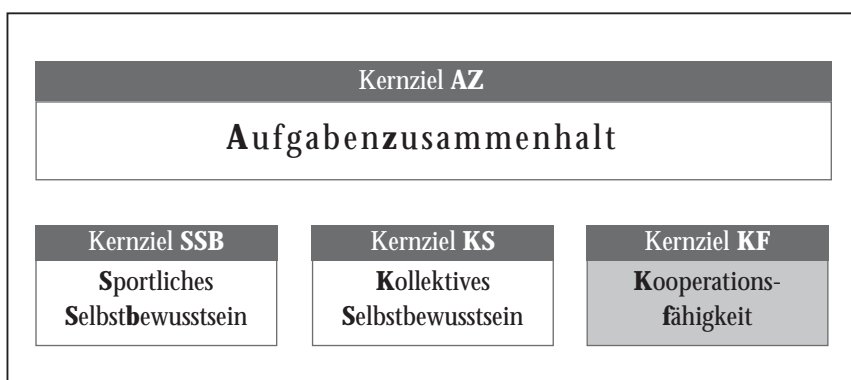 Kernziel AZ
Aufgabenzusammenhalt
Kernziel SSB
Sportliches
Selbstbewusstsein
Kernziel KS
Kollektives
Selbstbewusstsein
Kernziel KF
Kooperations-
fähigkeit